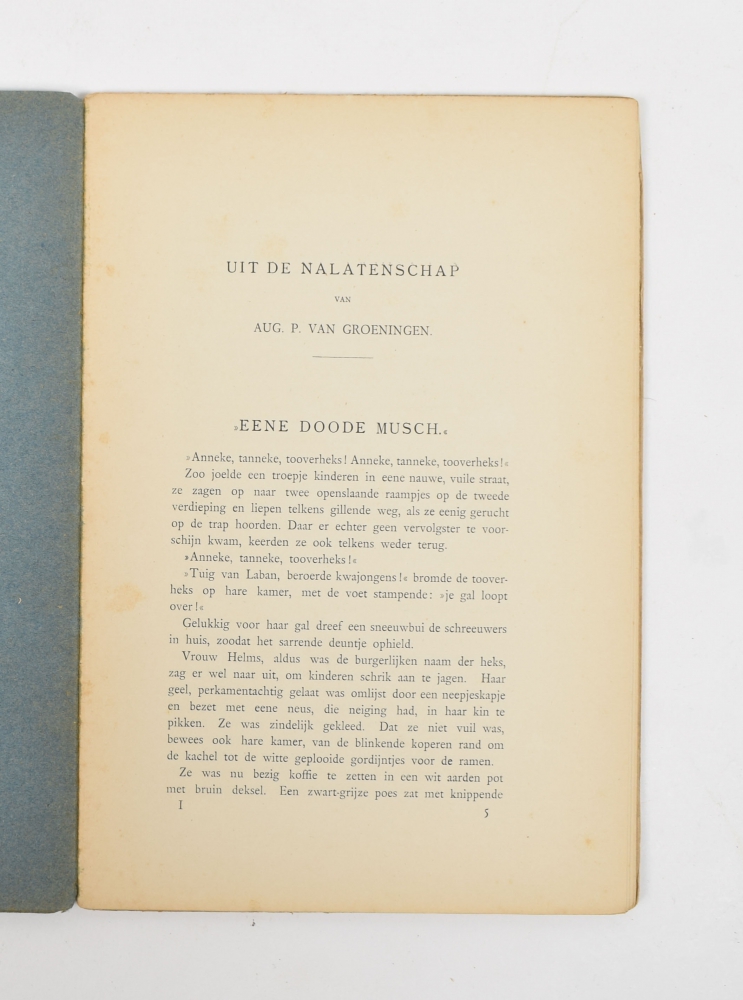 UIT DE NALATENSCHAP
VAN
AUG. P. VAN GROENINGEN.
»EENE DOODE MUSCH.«
»Anneke, tanneke, tooverheks! Anneke, tanneke, tooverheks!«
Zoo joelde een troepje kinderen in eene nauwe, vuile straat,
ze zagen op naar twee openslaande raampjes op de tweede
verdieping en liepen telkens gillende weg, als ze eenig gerucht
op de trap hoorden. Daar er echter geen vervolgster te voor-
schijn kwam, keerden ze ook telkens weder terug.
»Anneke, tanneke, tooverheks!«
»Tuig van Laban, beroerde kwajongens!« bromde de toover-
heks op hare kamer, met de voet stampende: »je gal loopt
over!«
Gelukkig voor haar gal dreef een sneeuwbui de schreeuwers
in huis, zoodat het sarrende deuntje ophield.
Vrouw Helms, aldus was de burgerlijken naam der heks,
zag er wel naar uit, om kinderen schrik aan te jagen. Haar
geel, perkamentachtig gelaat was omlijst door een neepjeskapje
en bezet met eene neus, die neiging had, in haar kin te
pikken. Ze was zindelijk gekleed. Dat ze niet vuil was,
bewees ook hare kamer, van de blinkende koperen rand om
de kachel tot de witte geplooide gordijntjes voor de ramen.
Ze was nu bezig koffie te zetten in een wit aarden pot
met bruin deksel. Een zwart-grijze poes zat met knippende
I
5